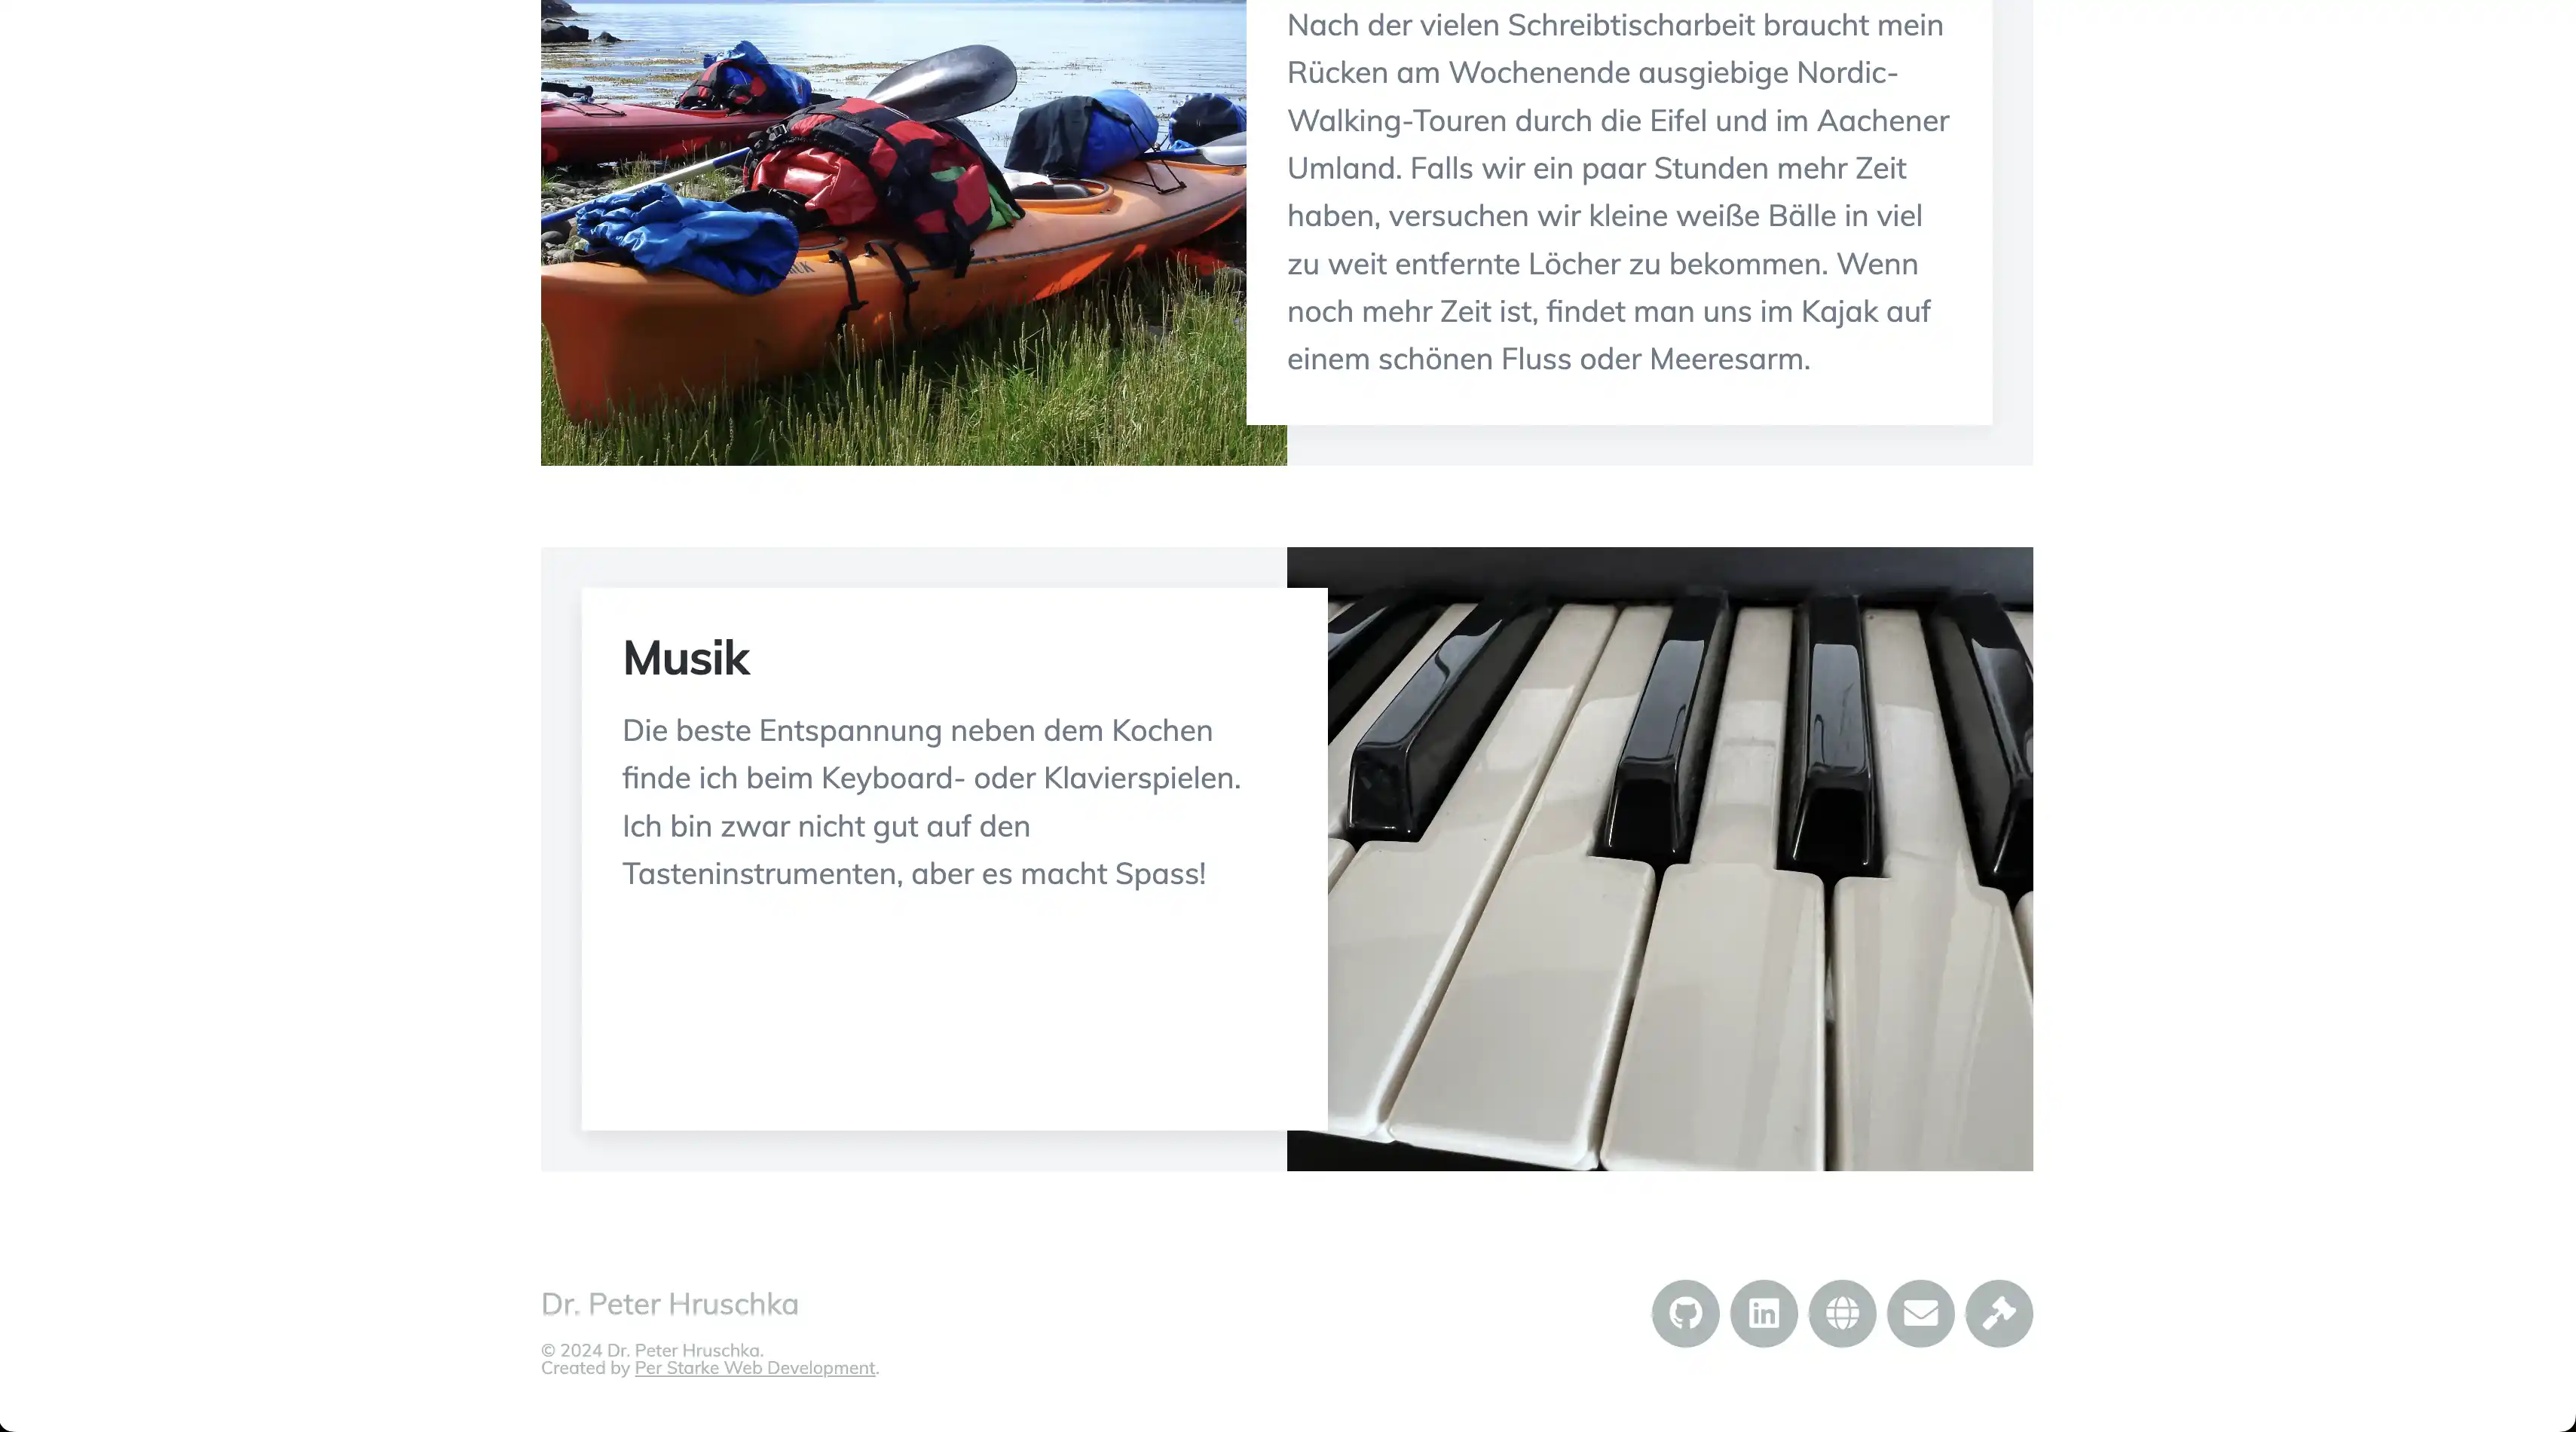 Nach der vielen Schreibtischarbeit braucht mein
Rücken am Wochenende ausgiebige Nordic-
Walking-Touren durch die Eifel und im Aachener
Umland. Falls wir ein paar Stunden mehr Zeit
haben, versuchen wir kleine weiße Bälle in viel
zu weit entfernte Löcher zu bekommen. Wenn
noch mehr Zeit ist, findet man uns im Kajak auf
einem schönen Fluss oder Meeresarm.
Musik
Die beste Entspannung neben dem Kochen
finde ich beim Keyboard- oder Klavierspielen.
Ich bin zwar nicht gut auf den
Tasteninstrumenten, aber es macht Spass!
Dr. Peter Hruschka
© 2024 Dr. Peter Hruschka.
Created by Per Starke Web Development.